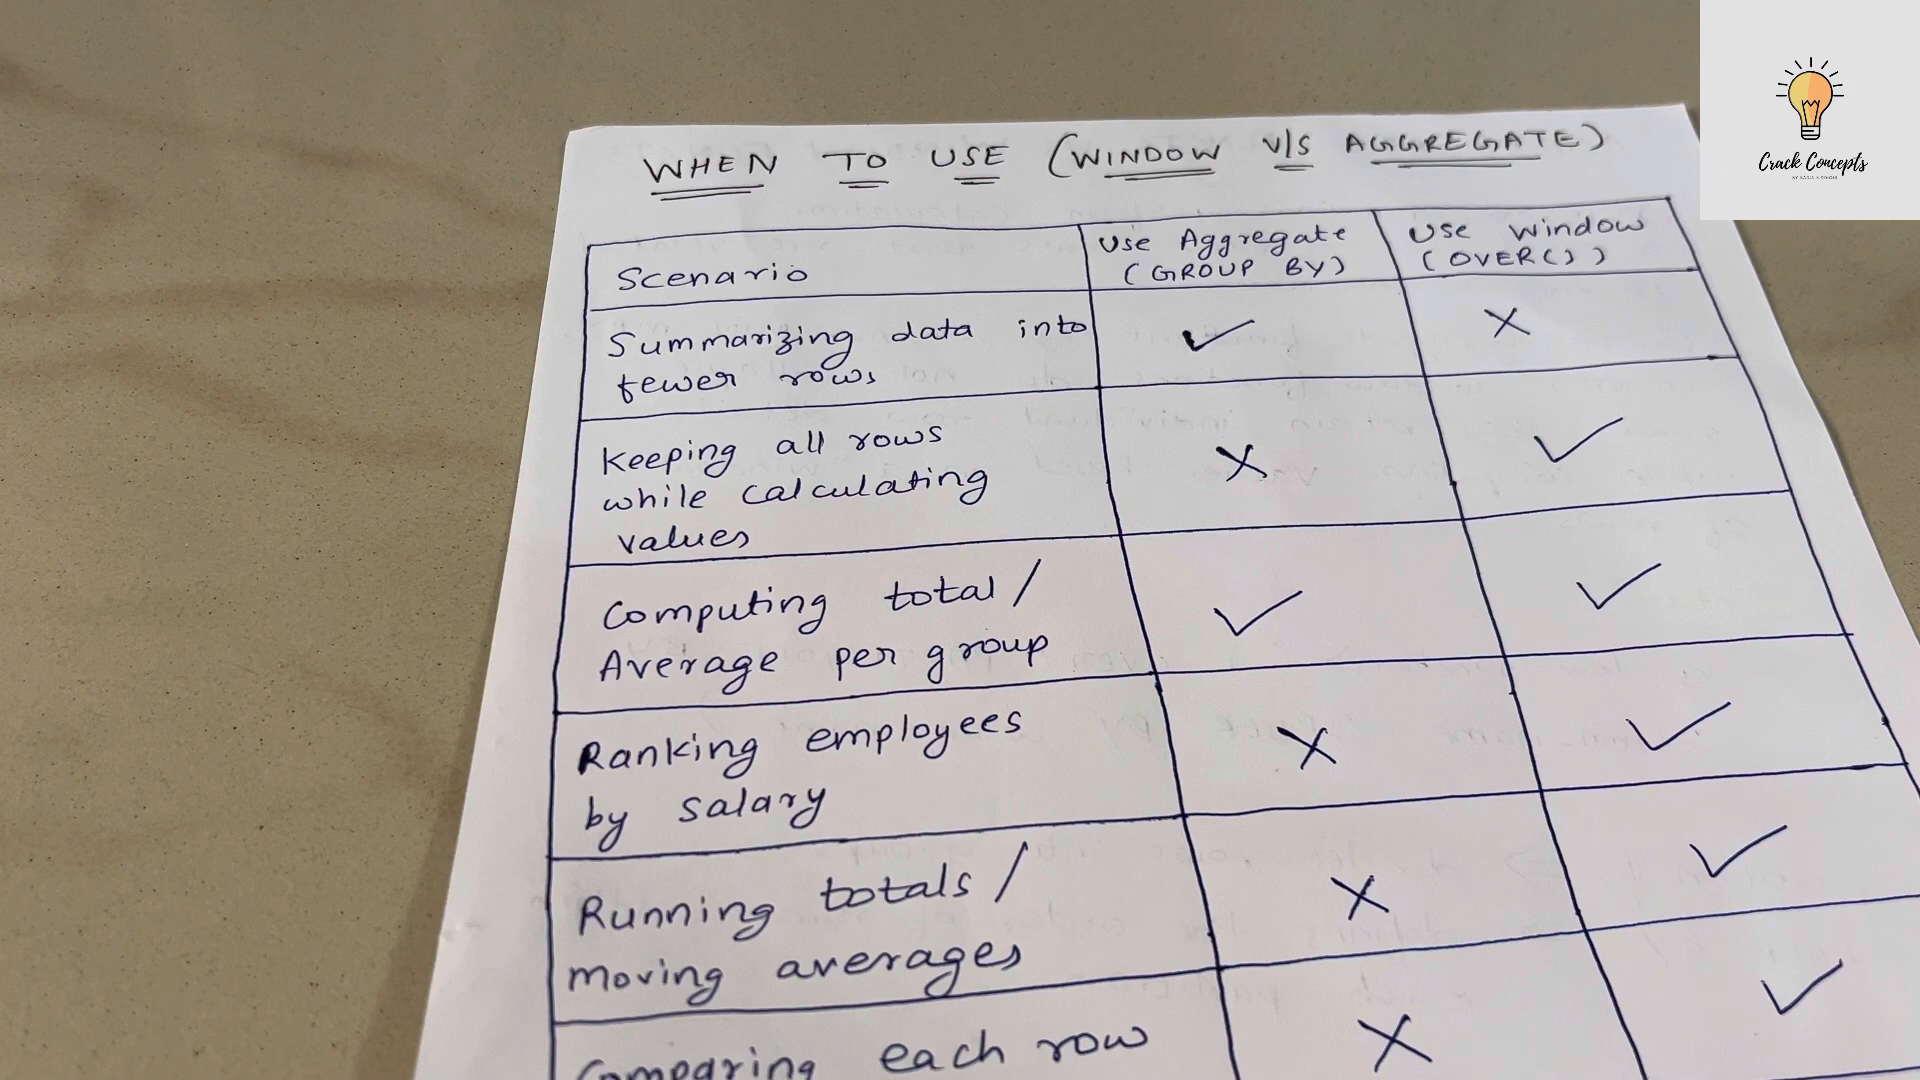 WHEN TO USE (WINDOW V/S AGGREGATE)
Scenario
Use Aggregate
(GROUP BY)
Use Window
(OVER())
Summarizing data into
fewer rows
✓
X
Keeping all rows
while calculating
values
X
✓
Computing total/
Average per group
✓
✓
Ranking employees
by salary
X
✓
Running totals/
Moving averages
X
✓
Comparing each row
X
✓
Crack Concepts